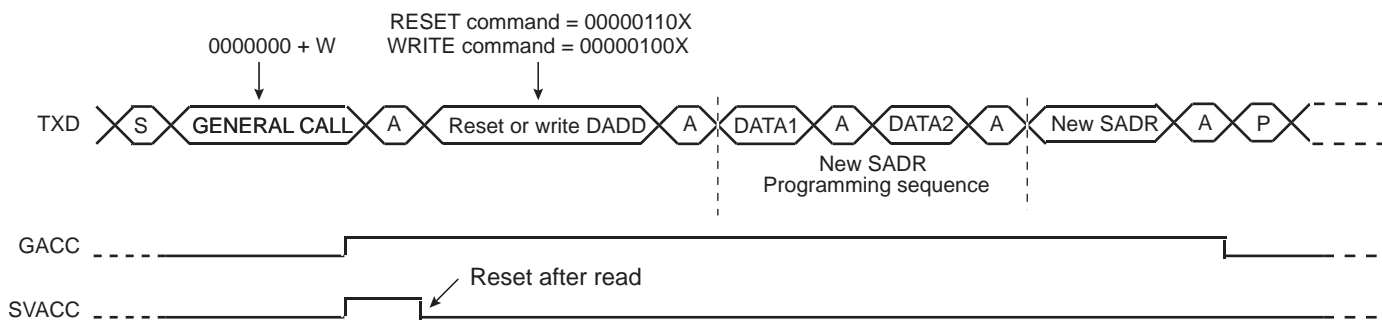 RESET command = 00000110X
0000000 + W
WRITE command = 00000100X
TXD S GENERAL CALL A Reset or write DADD A DATA1 A DATA2 A New SADR A P
New SADR
Programming sequence
GACC
Reset after read
SVACC